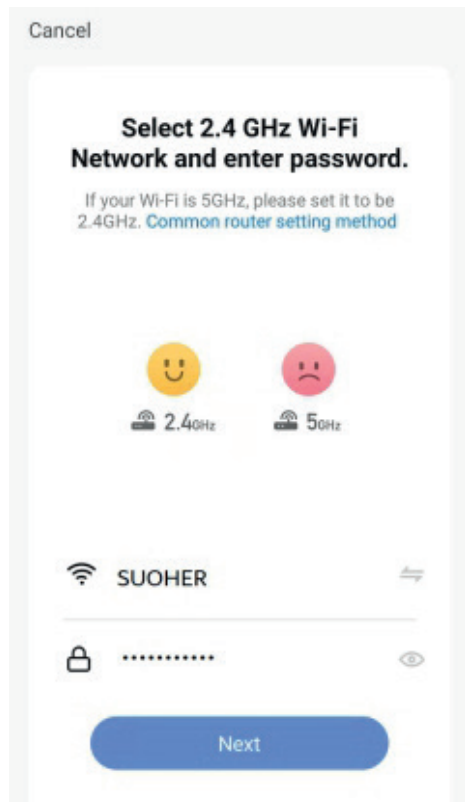 Cancel
Select 2.4 GHz Wi-Fi
Network and enter password.
If your Wi-Fi is 5GHz, please set it to be
2.4GHz. Common router setting method
2.4GHz 5GHz
SUOHER
•••••••••••
Next